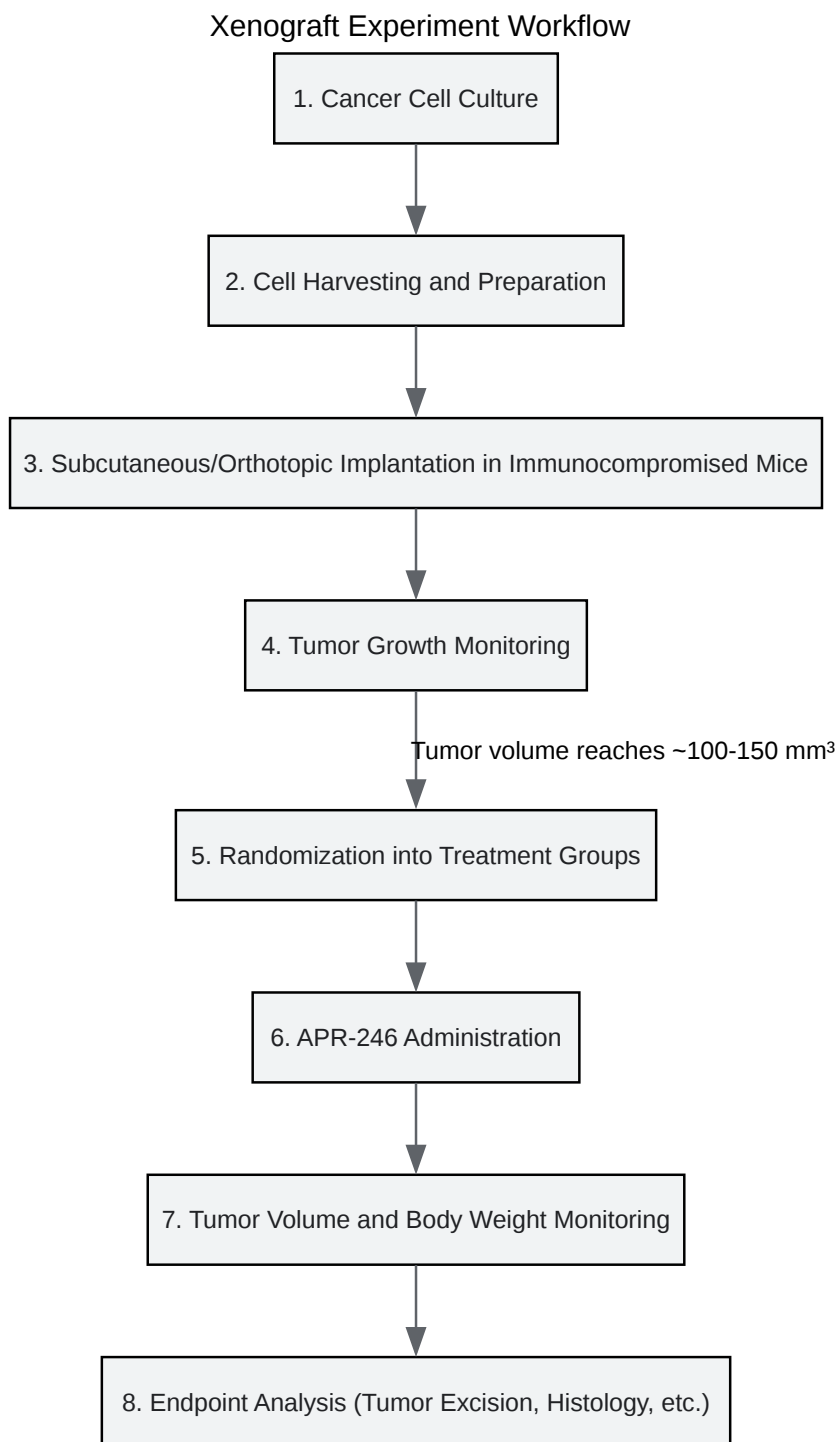 Xenograft Experiment Workflow
1. Cancer Cell Culture
2. Cell Harvesting and Preparation
3. Subcutaneous/Orthotopic Implantation in Immunocompromised Mice
4. Tumor Growth Monitoring
Tumor volume reaches ~100-150 mm³
5. Randomization into Treatment Groups
6. APR-246 Administration
7. Tumor Volume and Body Weight Monitoring
8. Endpoint Analysis (Tumor Excision, Histology, etc.)